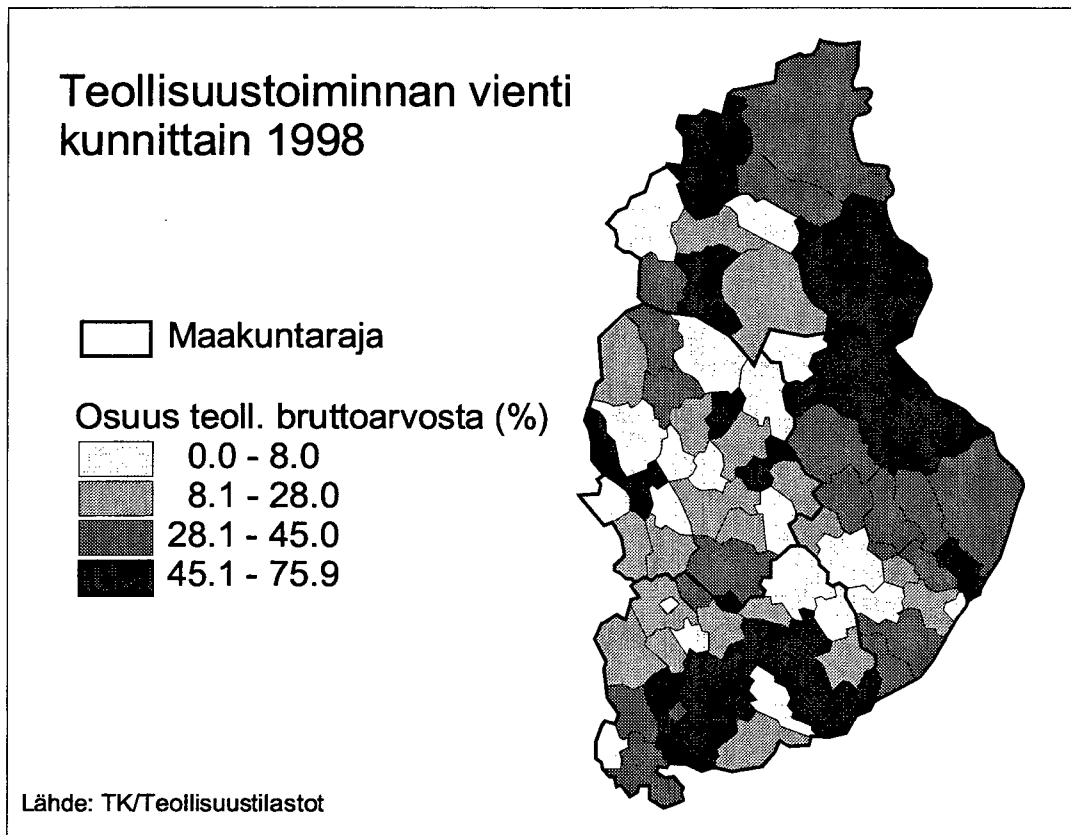 Teollisuustoiminnan vienti
kunnittain 1998
Maakuntaraja
Osuus teoll. bruttoarvosta (%)
0.0 - 8.0
8.1 - 28.0
28.1 - 45.0
45.1 - 75.9
Lähde: TK/Teollisuustilastot